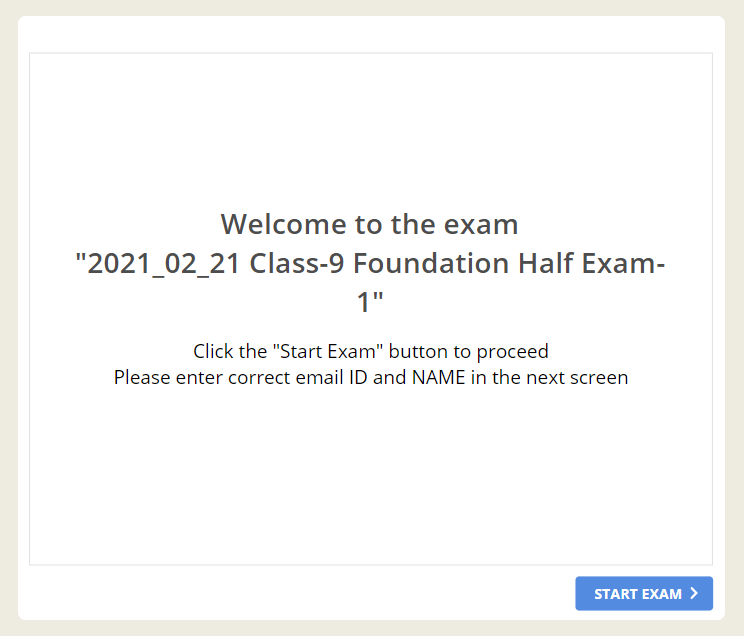 Welcome to the exam
"2021_02_21 Class-9 Foundation Half Exam-
1"
Click the "Start Exam" button to proceed
Please enter correct email ID and NAME in the next screen
START EXAM